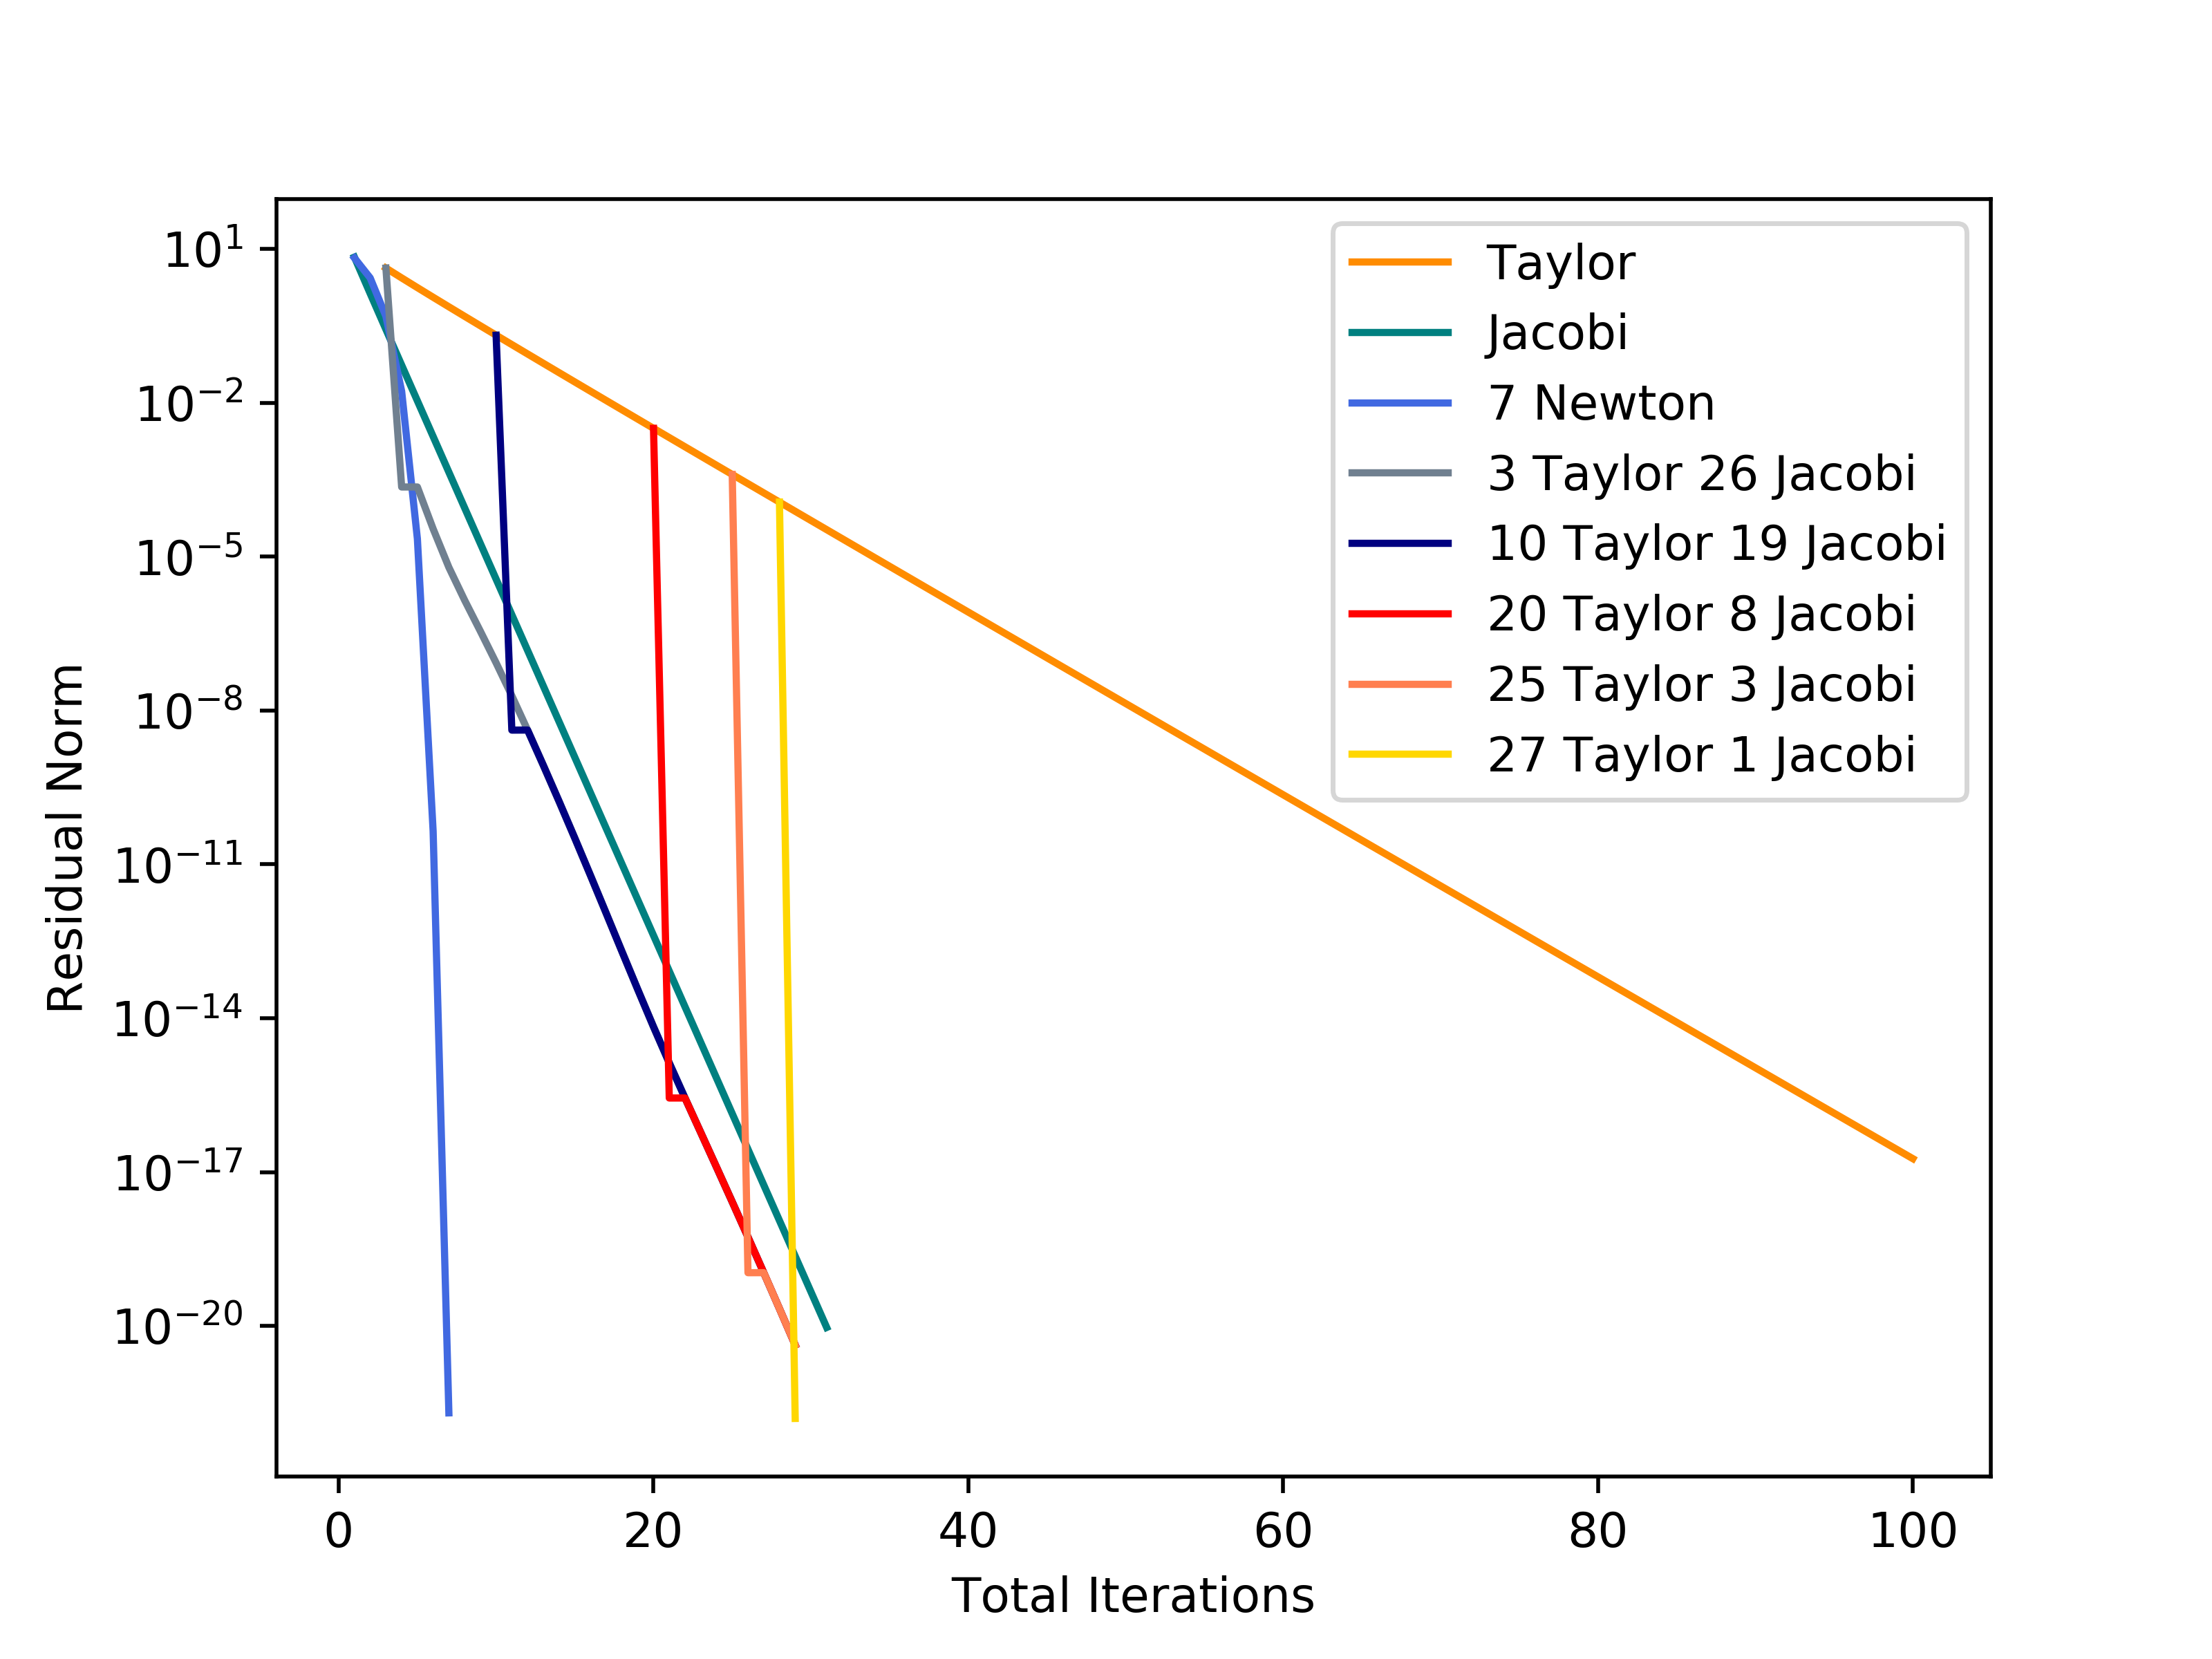 10¹
10⁻²
10⁻⁵
10⁻⁸
10⁻¹¹
10⁻¹⁴
10⁻¹⁷
10⁻²⁰
Residual Norm
0 20 40 60 80 100
Total Iterations
Taylor
Jacobi
7 Newton
3 Taylor 26 Jacobi
10 Taylor 19 Jacobi
20 Taylor 8 Jacobi
25 Taylor 3 Jacobi
27 Taylor 1 Jacobi